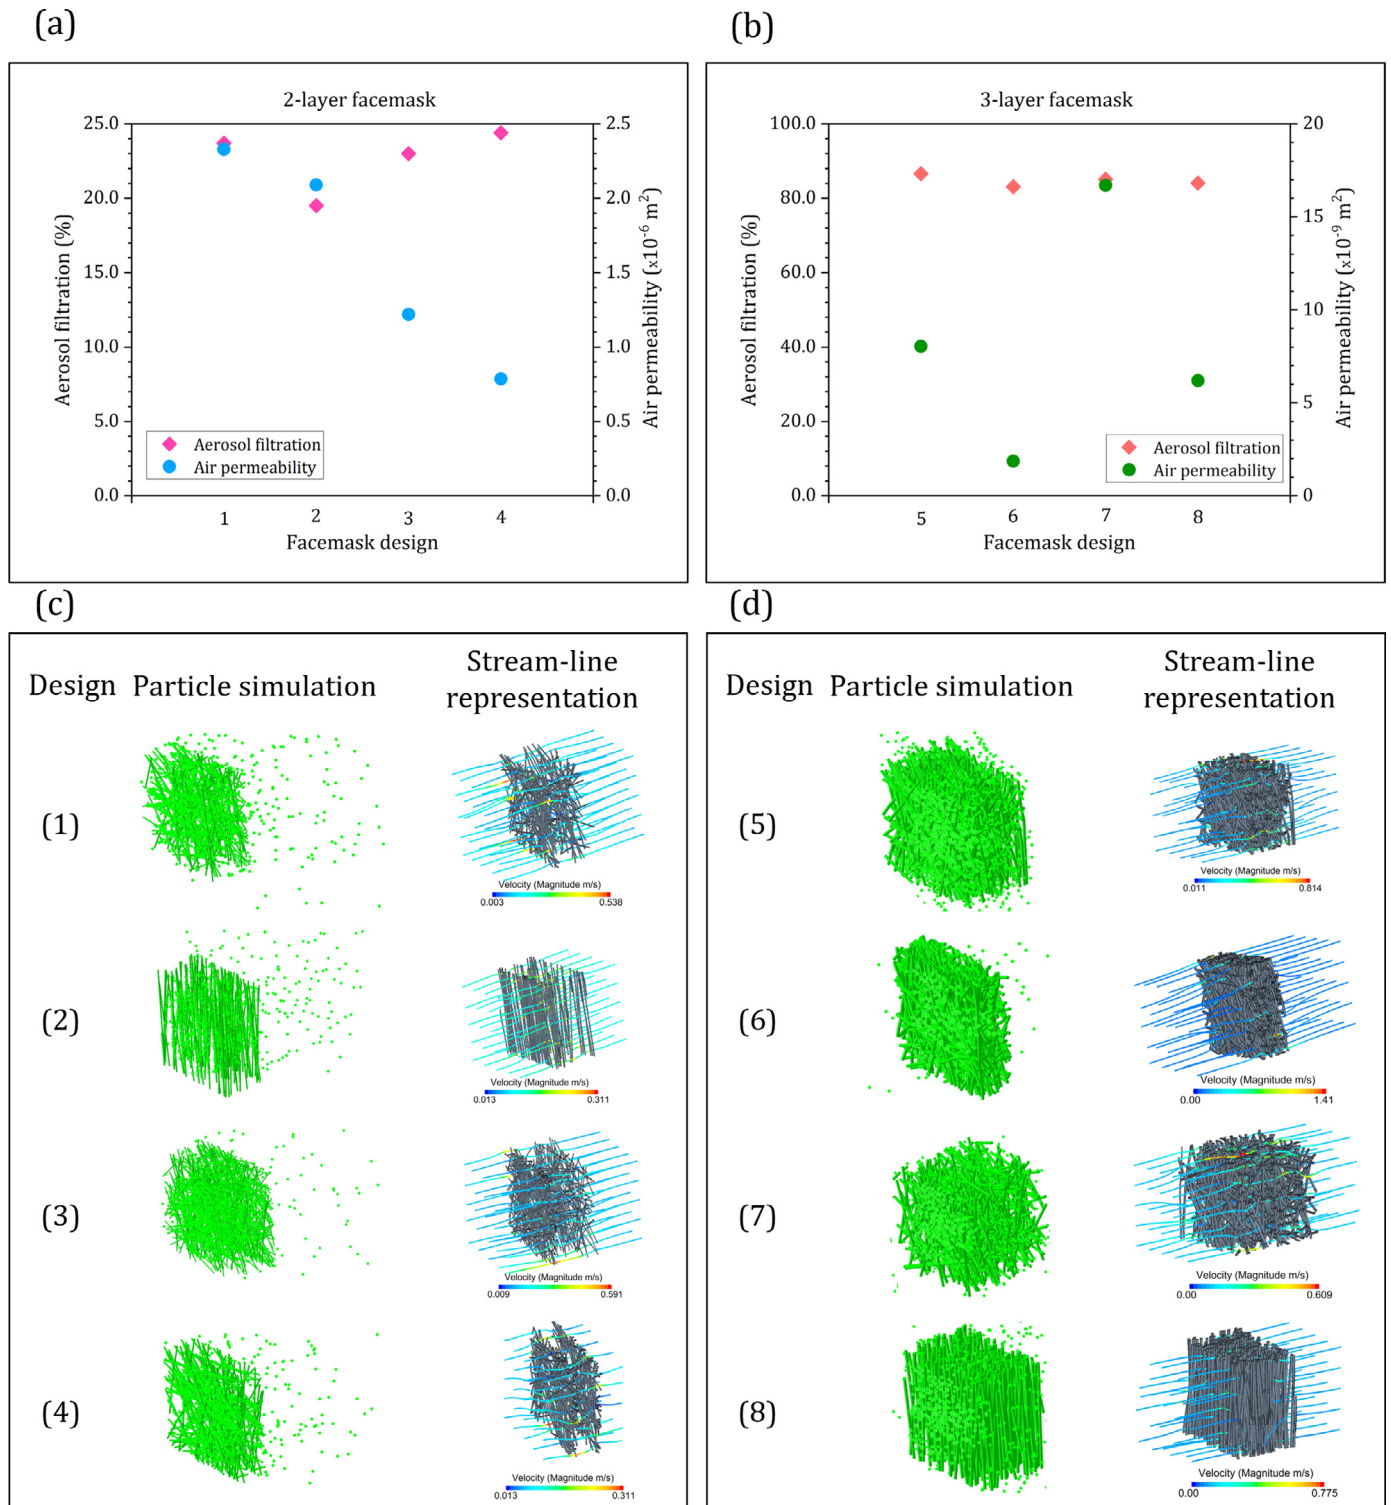 (a)
2-layer facemask
25.0
20.0
15.0
10.0
5.0
0.0
Aerosol filtration (%)
2.5
2.0
1.5
1.0
0.5
0.0
Air permeability (x10-6 m2)
Aerosol filtration
Air permeability
1 2 3 4
Facemask design
(b)
3-layer facemask
100.0
80.0
60.0
40.0
20.0
0.0
Aerosol filtration (%)
20
15
10
5
0
Air permeability (x10-9 m2)
Aerosol filtration
Air permeability
5 6 7 8
Facemask design
(c)
Design Particle simulation Stream-line
representation
(1)
Velocity (Magnitude m/s)
0.003 0.538
(2)
Velocity (Magnitude m/s)
0.013 0.311
(3)
Velocity (Magnitude m/s)
0.009 0.591
(4)
Velocity (Magnitude m/s)
0.013 0.311
(d)
Design Particle simulation Stream-line
representation
(5)
Velocity (Magnitude m/s)
0.011 0.814
(6)
Velocity (Magnitude m/s)
0.00 1.41
(7)
Velocity (Magnitude m/s)
0.00 0.609
(8)
Velocity (Magnitude m/s)
0.00 0.775